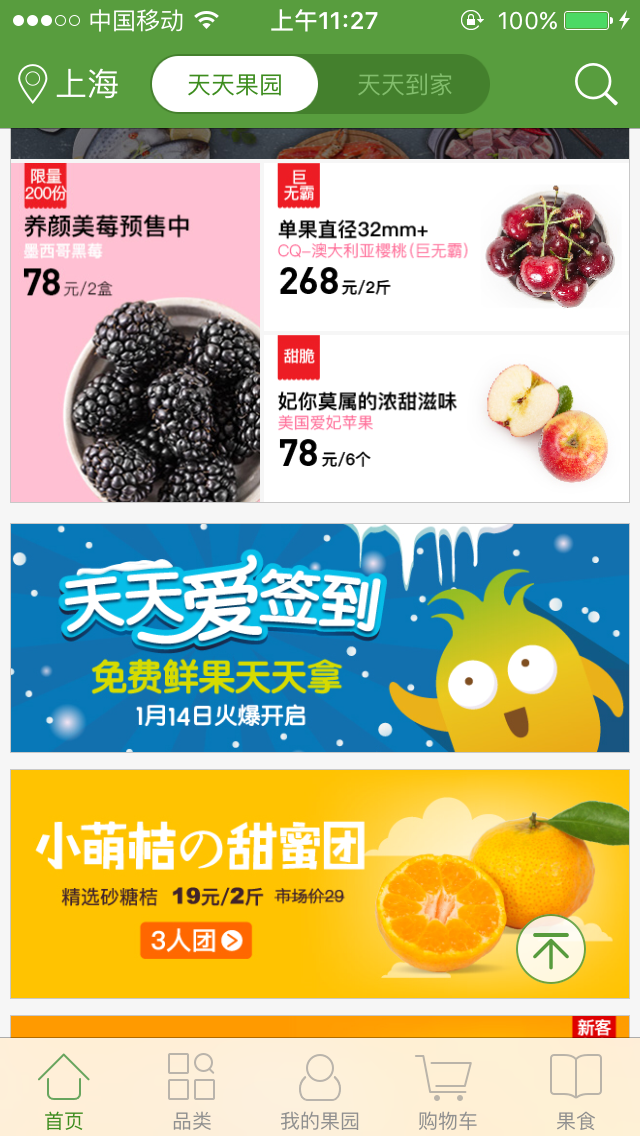 中国移动 上午11:27 100%
上海 天天果园 天天到家
限量
200份
养颜美莓预售中
墨西哥黑莓
78元/2盒
巨
无霸
单果直径32mm+
CQ-澳大利亚樱桃(巨无霸)
268元/2斤
甜脆
妃你莫属的浓甜滋味
美国爱妃苹果
78元/6个
天天爱签到
免费鲜果天天拿
1月14日火爆开启
小萌桔の甜蜜团
精选砂糖桔 19元/2斤 市场价29
3人团
新客
首页 品类 我的果园 购物车 果食